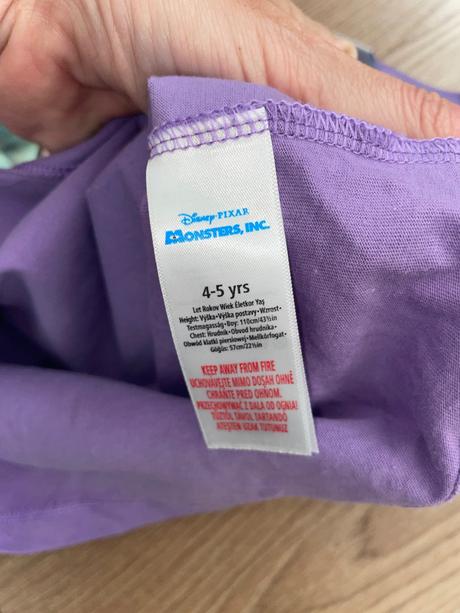 Disney·PIXAR
MONSTERS, INC.
4-5 yrs
Let Rokov Wiek Életkor Yaş
Height: Výška•Výška postavy•Wzrost•
Testmagasság•Boy: 110cm/43½in
Chest: Hrudník•Obvod hrudníka•
Obwód klatki piersiowej•Mellkörfogat•
Göğüs: 57cm/22½in
KEEP AWAY FROM FIRE
UCHOVÁVEJTE MIMO DOSAH OHNĚ
CHRÁŇTE PRED OHŇOM.
PRZECHOWYWAĆ Z DALA OD OGNIA!
TŰZTŐL TÁVOL TARTANDÓ
ATEŞTEN UZAK TUTUNUZ